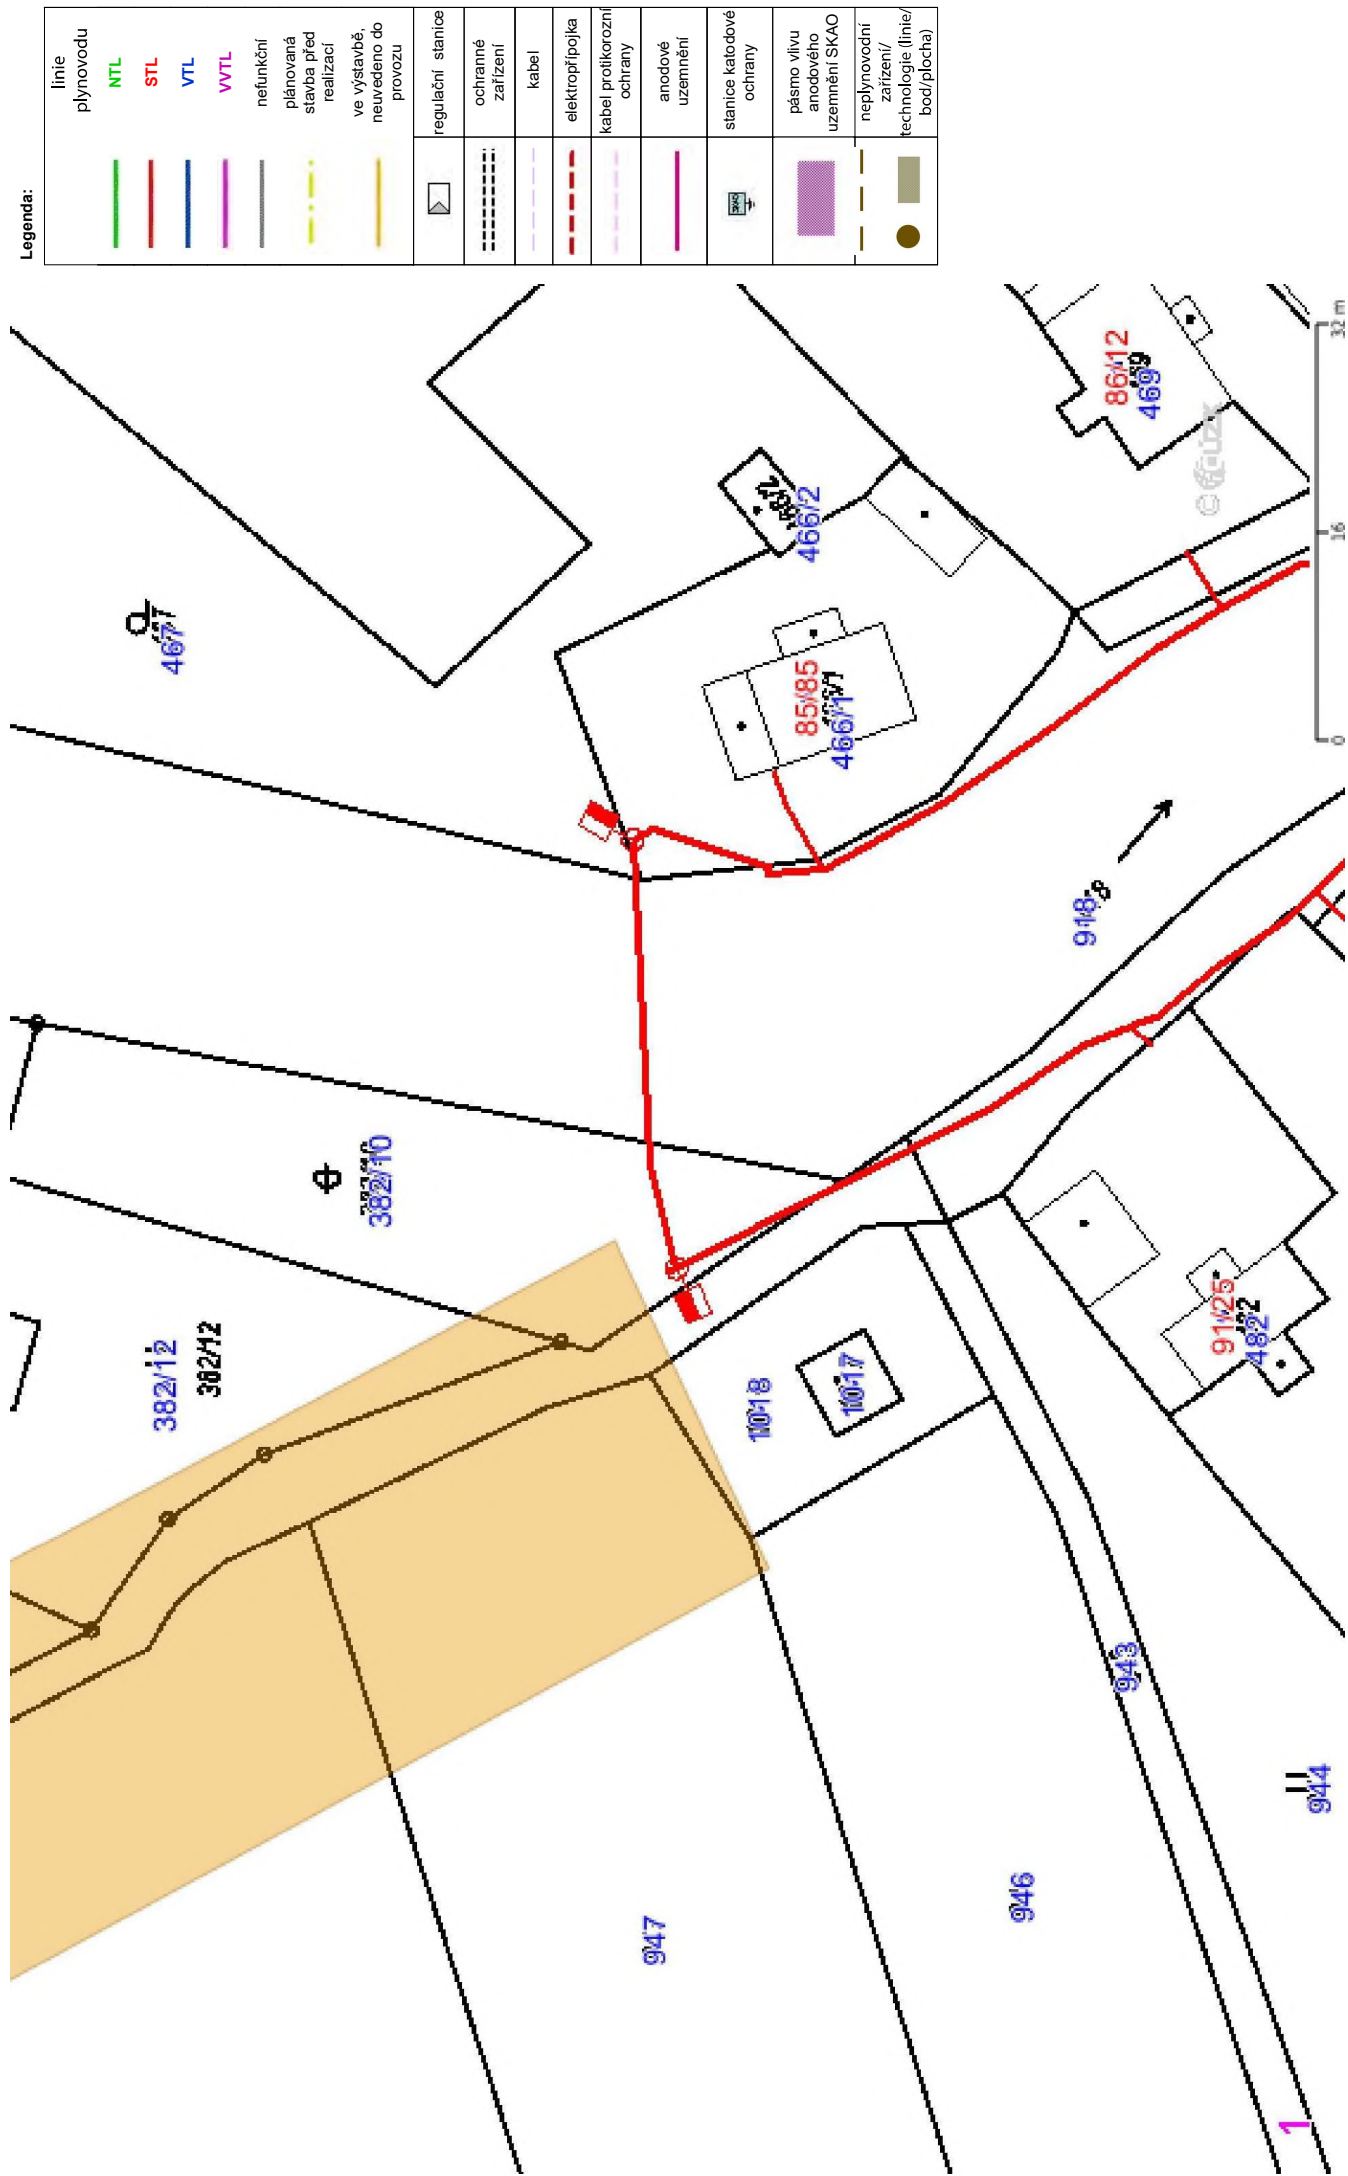 Legenda:
linie
plynovodu
NTL
STL
VTL
VVTL
nefunkční
plánovaná
stavba před
realizací
ve výstavbě,
neuvedeno do
provozu
regulační stanice
ochranné
zařízení
kabel
elektropřípojka
kabel protikorozní
ochrany
anodové
uzemnění
stanice katodové
ochrany
pásmo vlivu
anodového
uzemnění SKAO
neplynovodní
zařízení/
technologie (linie/
bod/plocha)
SKAO
467
466/2
85/85
466/1
86/12
469
918
382/10
382/12
382/12
1018
1017
91/25
482
943
944
946
947
1
0
16
32 m